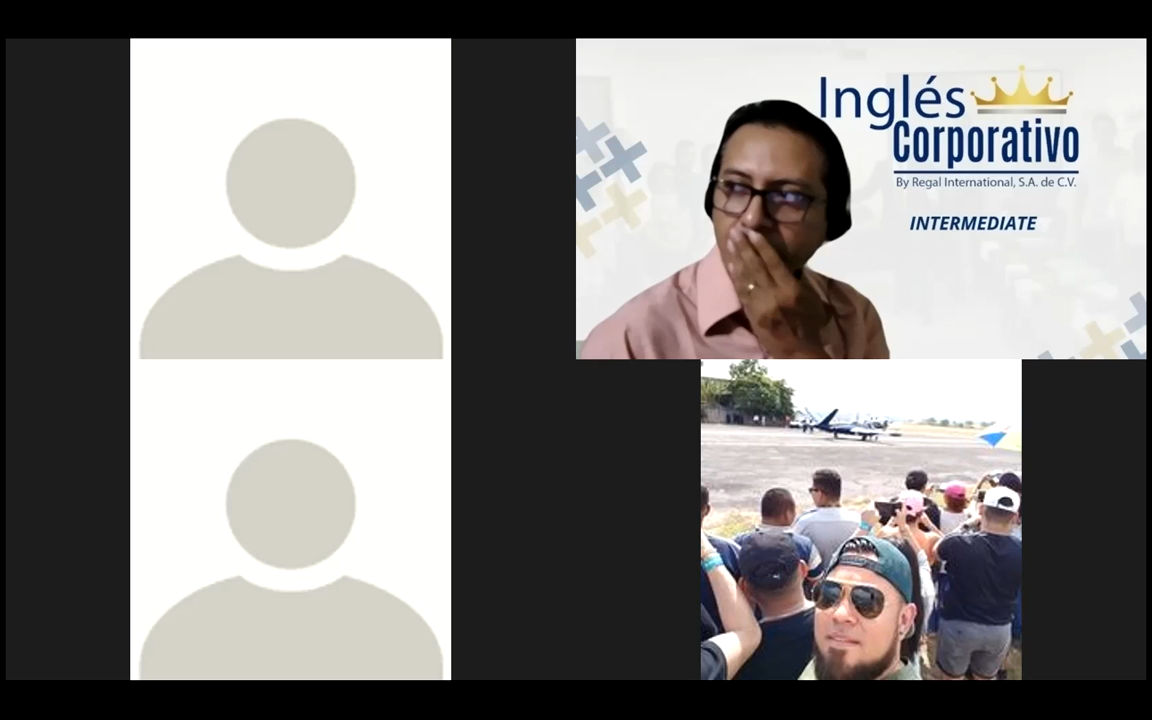 Inglés
Corporativo
By Regal International, S.A. de C.V.
INTERMEDIATE